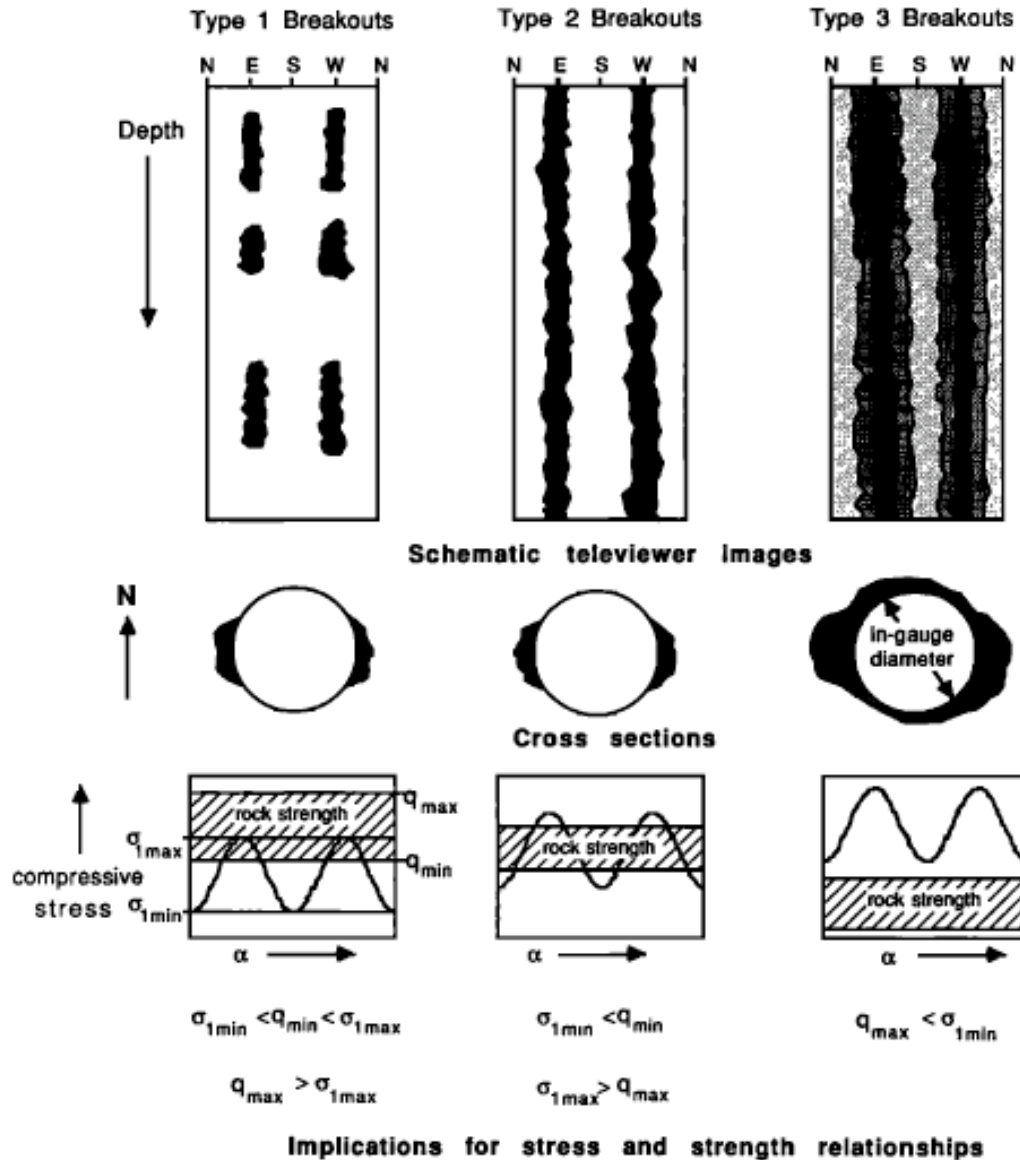 Type 1 Breakouts Type 2 Breakouts Type 3 Breakouts
N E S W N N E S W N N E S W N
Depth
Schematic televiewer images
N
in-gauge
diameter
Cross sections
q max
rock strength
σ1max
q min
rock strength
compressive
stress
σ1min
rock strength
α α α
σ1min <qmin< σ1max σ1min <qmin qmax < σ1min
qmax > σ1max σ1max> qmax
Implications for stress and strength relationships